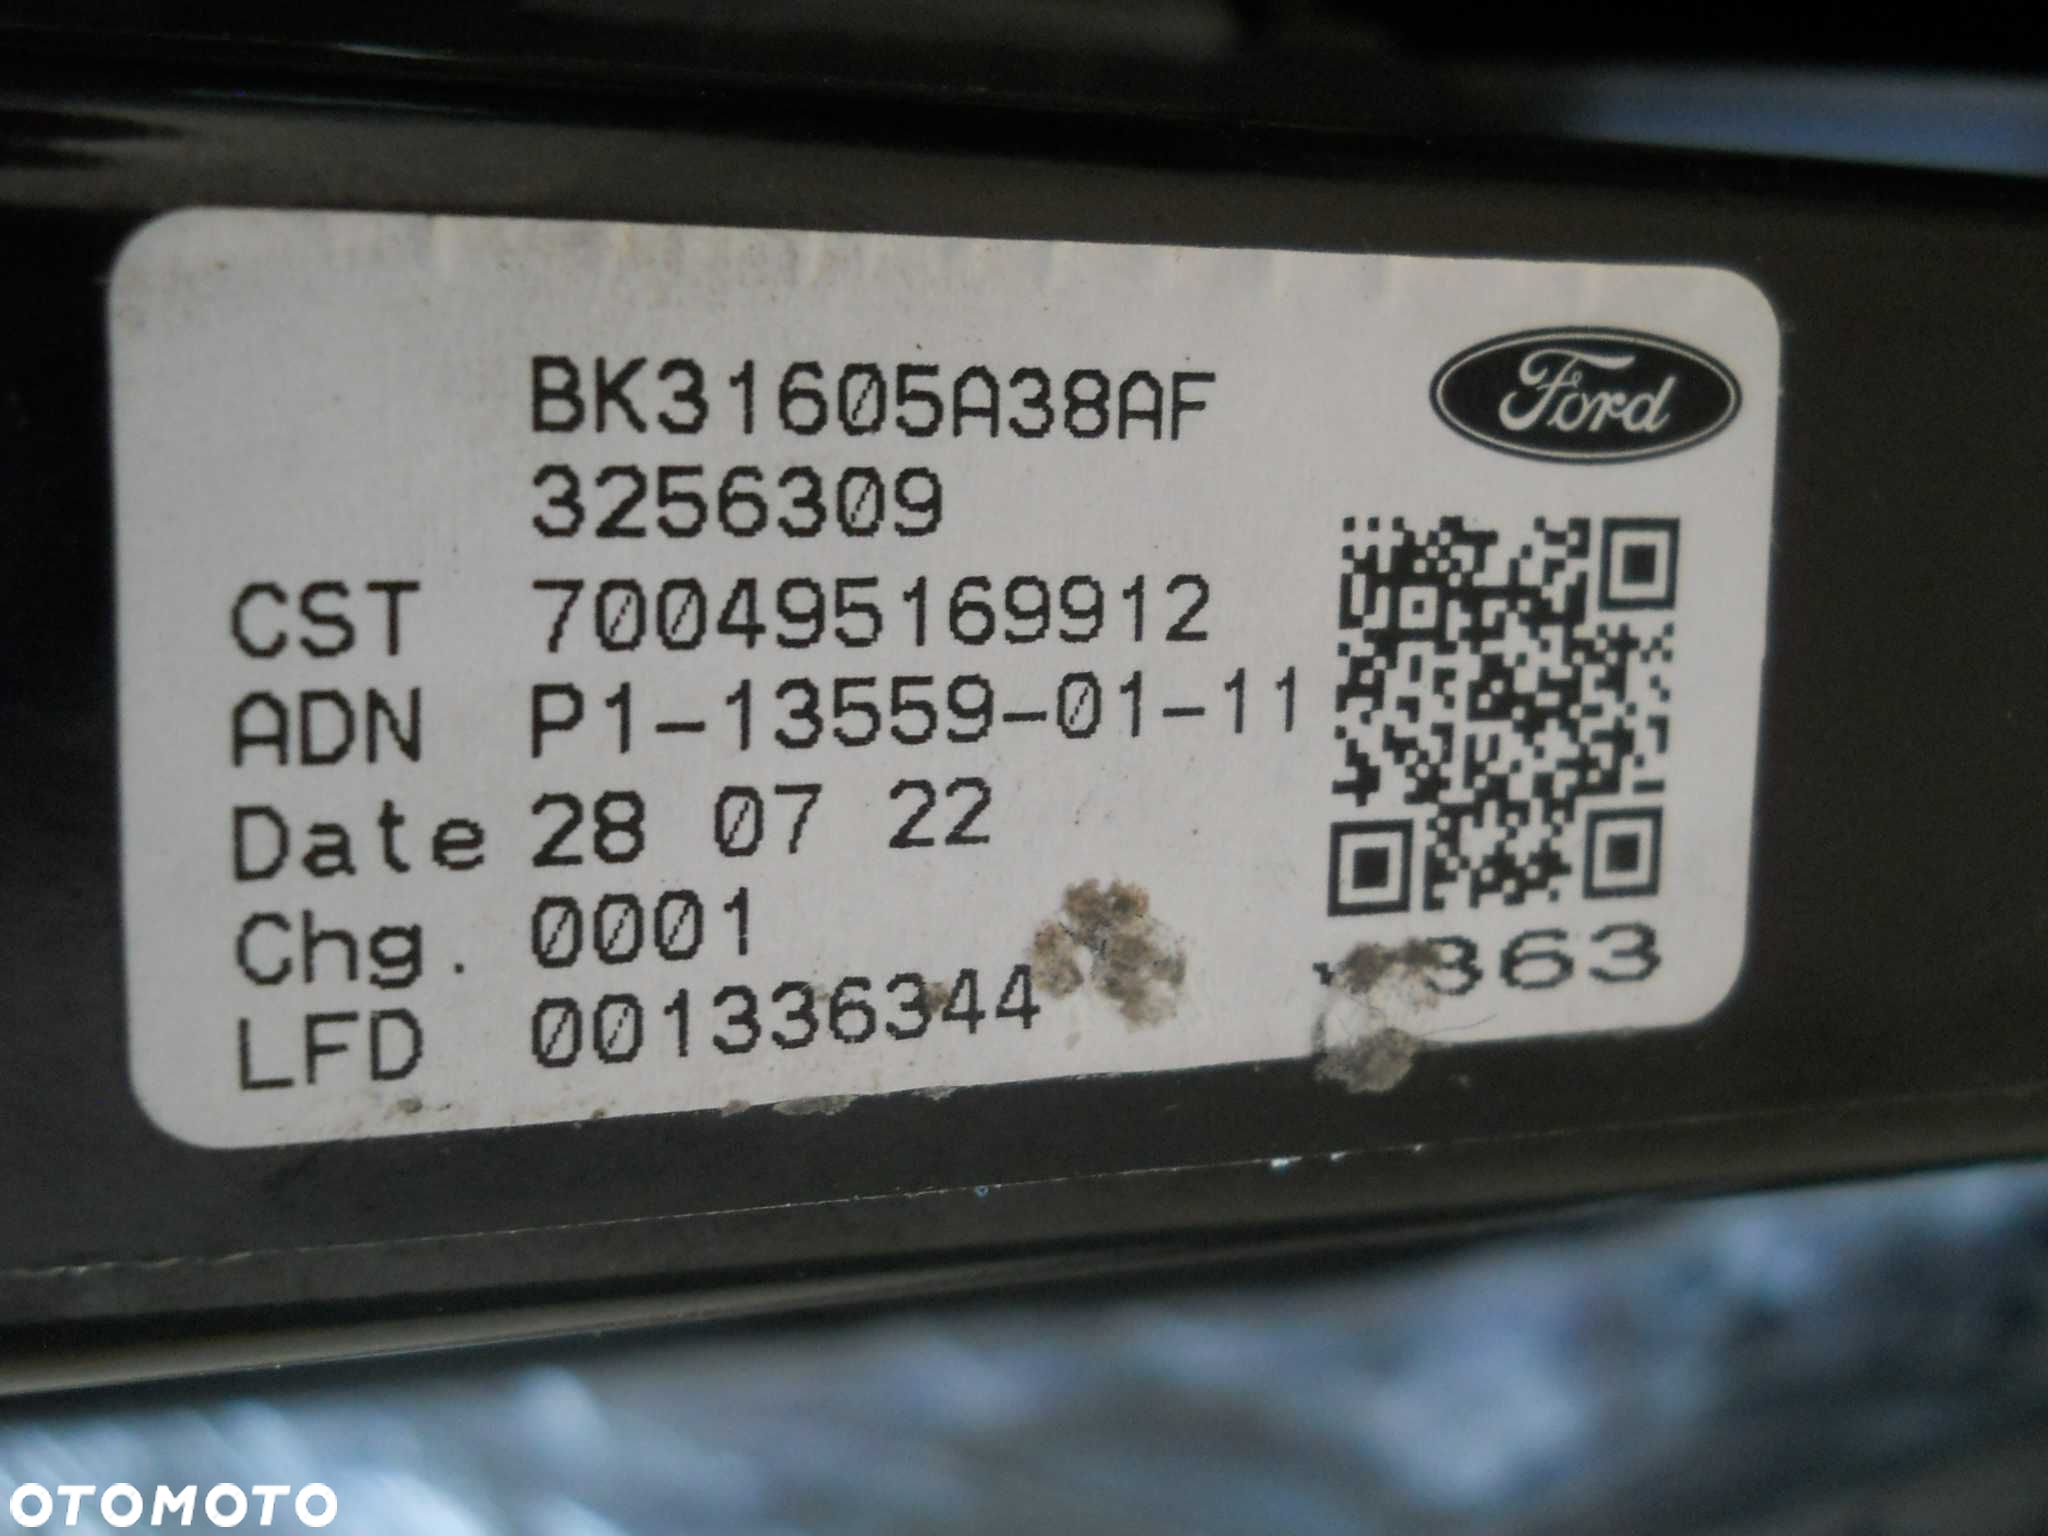 BK31605A38AF
Ford
3256309
CST 700495169912
ADN P1-13559-01-11
Date 28 07 22
Chg. 0001
LFD 001336344
363
OTOMOTO